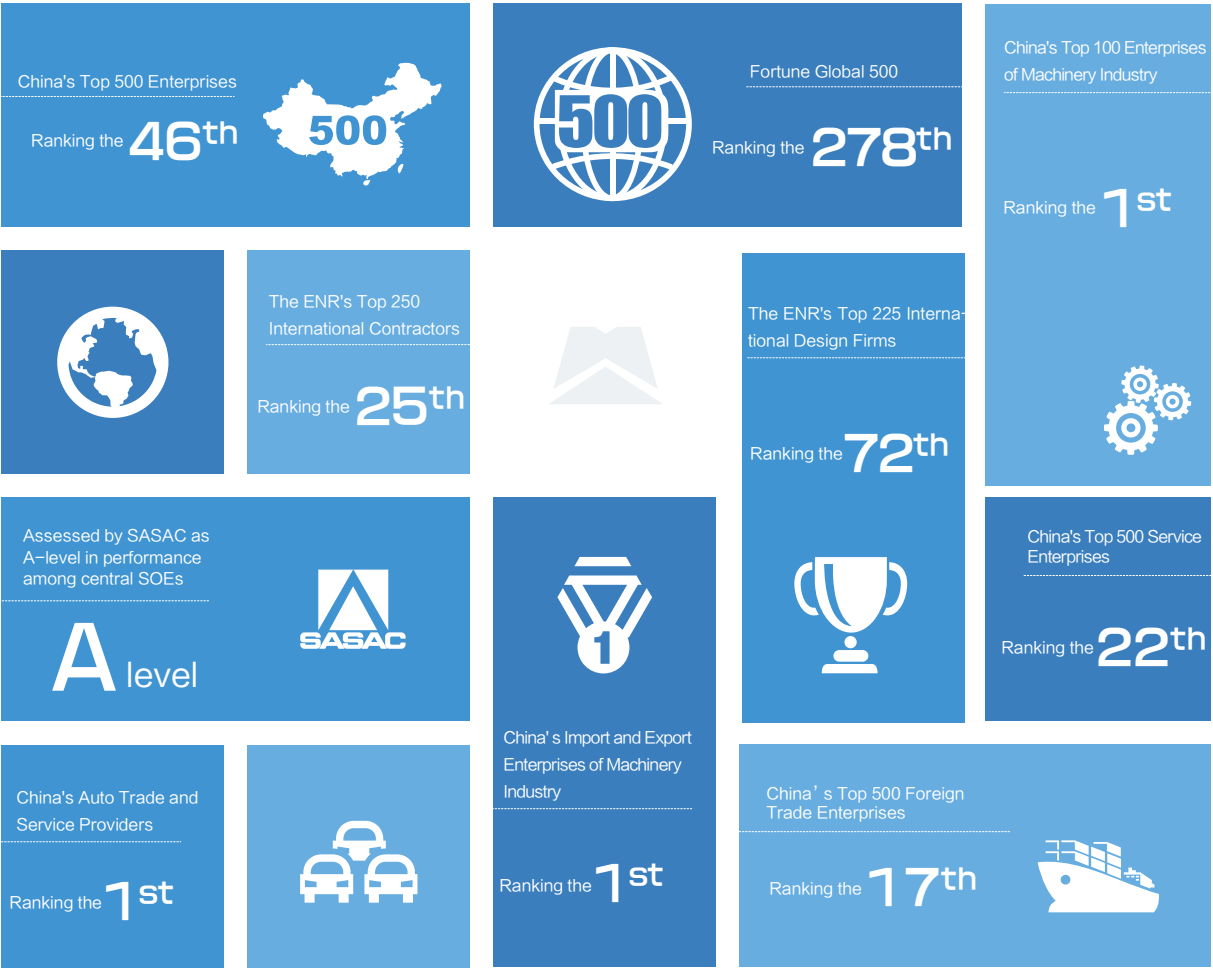 China's Top 500 Enterprises
Ranking the 46th
500
500
Fortune Global 500
Ranking the 278th
China's Top 100 Enterprises
of Machinery Industry
Ranking the 1st
The ENR's Top 250
International Contractors
Ranking the 25th
The ENR's Top 225 Interna-
tional Design Firms
Ranking the 72th
Assessed by SASAC as
A-level in performance
among central SOEs
A level
SASAC
1
China' s Import and Export
Enterprises of Machinery
Industry
Ranking the 1st
China's Top 500 Service
Enterprises
Ranking the 22th
China's Auto Trade and
Service Providers
Ranking the 1st
China’ s Top 500 Foreign
Trade Enterprises
Ranking the 17th